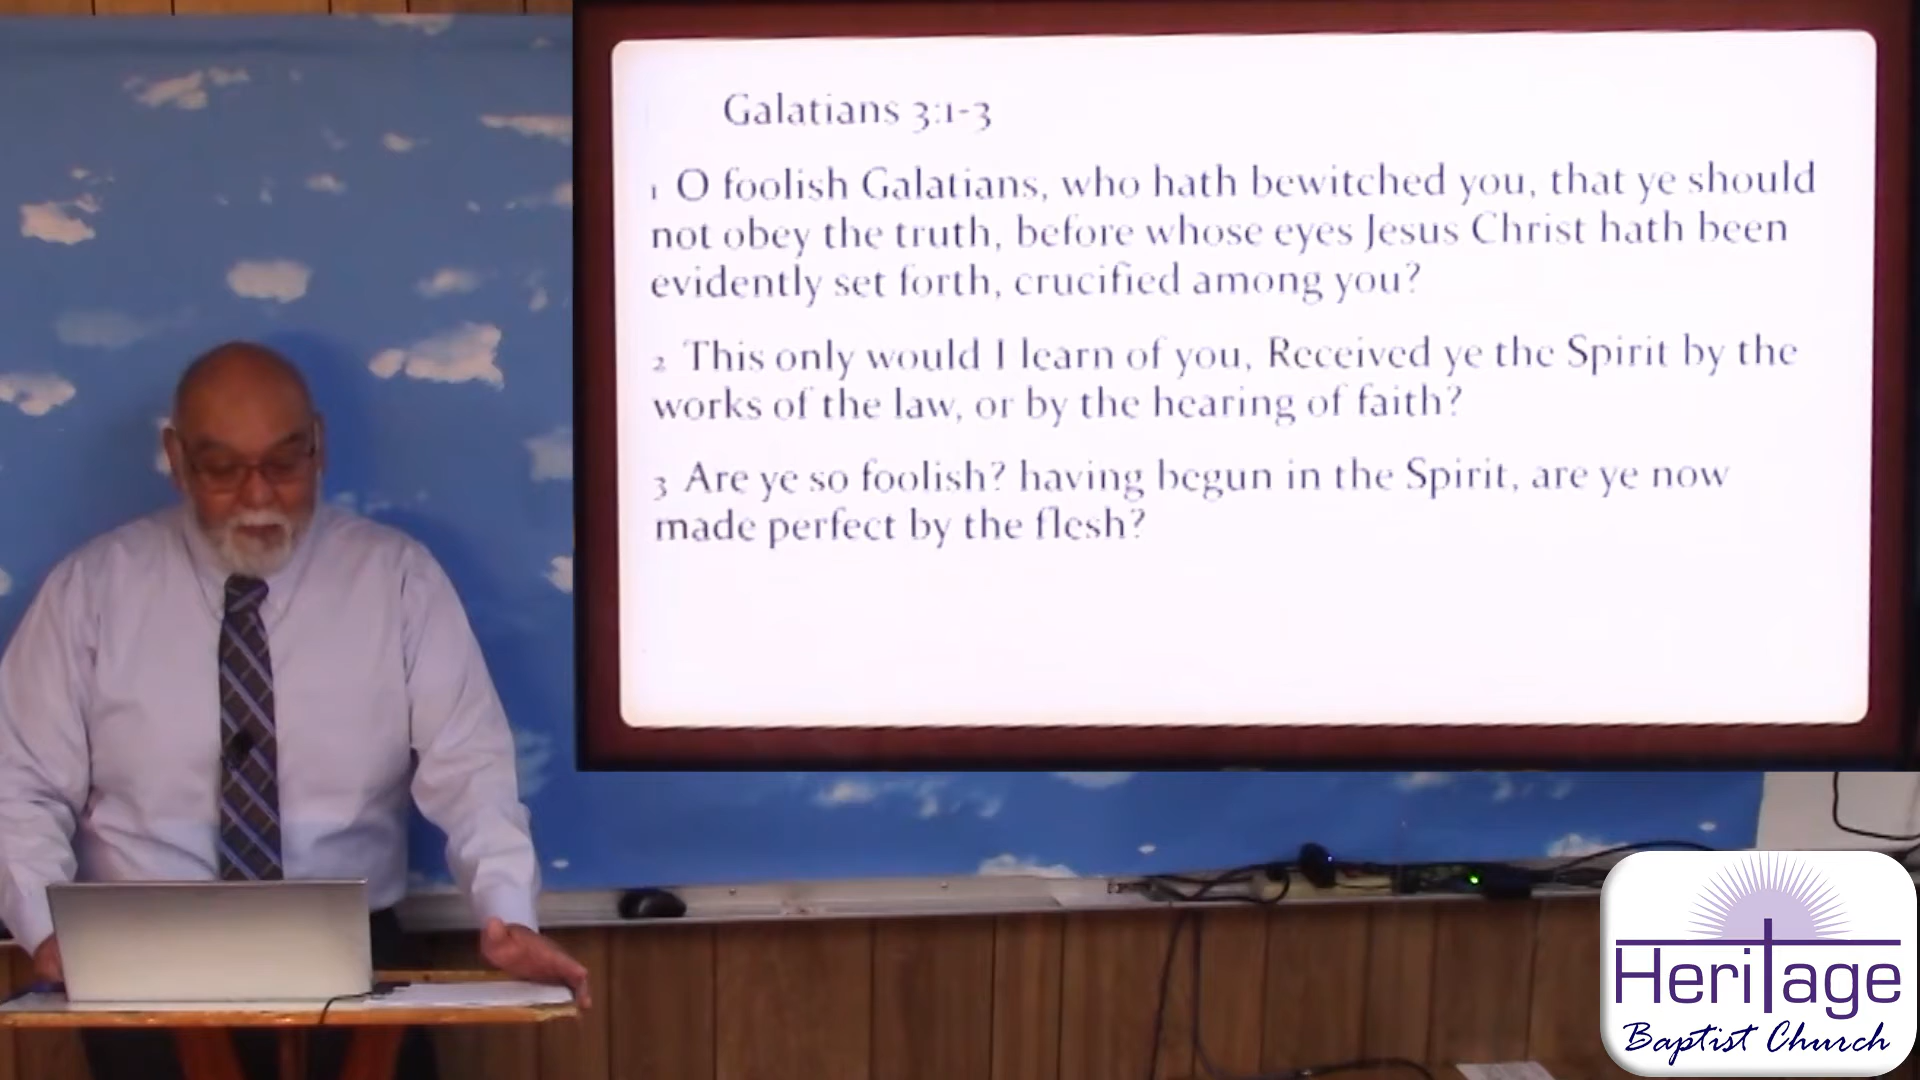 Galatians 3:1-3
1 O foolish Galatians, who hath bewitched you, that ye should
not obey the truth, before whose eyes Jesus Christ hath been
evidently set forth, crucified among you?
2 This only would I learn of you, Received ye the Spirit by the
works of the law, or by the hearing of faith?
3 Are ye so foolish? having begun in the Spirit, are ye now
made perfect by the flesh?
Heritage
Baptist Church